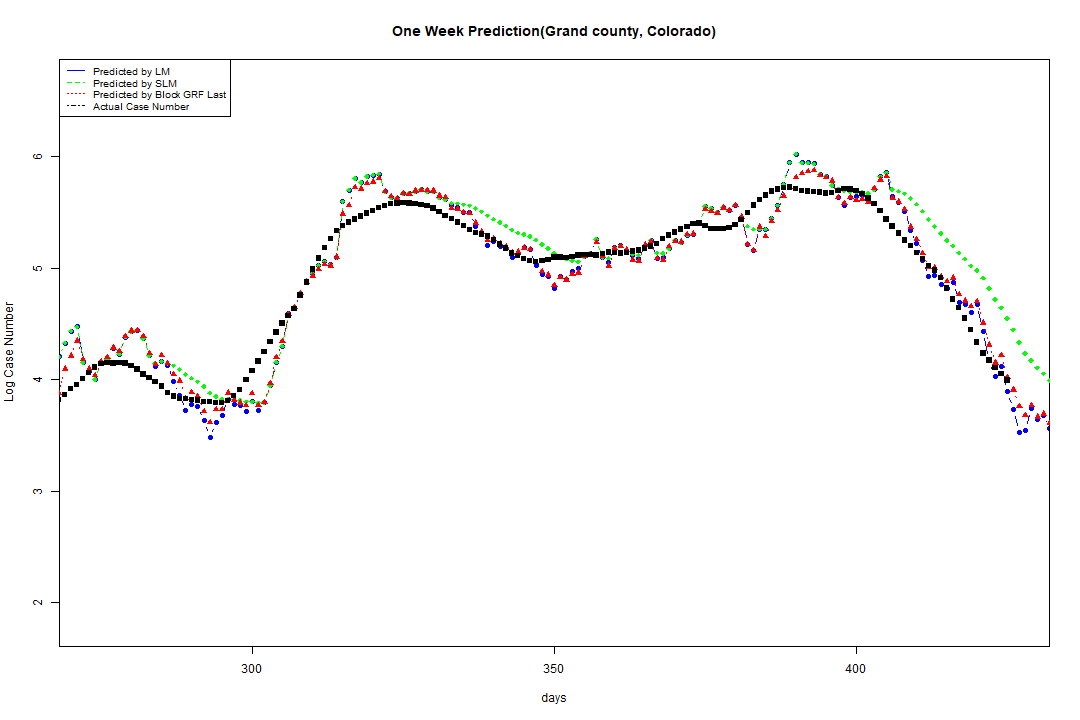 One Week Prediction(Grand county, Colorado)
Predicted by LM
Predicted by SLM
Predicted by Block GRF Last
Actual Case Number
Log Case Number
6
5
4
3
2
300 350 400
days